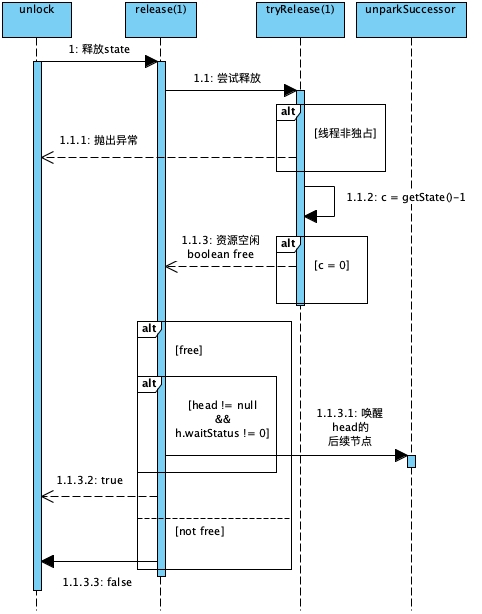 unlock
release(1)
tryRelease(1)
unparkSuccessor
1: 释放state
1.1: 尝试释放
alt
[线程非独占]
1.1.1: 抛出异常
1.1.2: c = getState()-1
1.1.3: 资源空闲
boolean free
alt
[c = 0]
alt
[free]
alt
[head != null
&&
h.waitStatus != 0]
1.1.3.1: 唤醒
head的
后续节点
1.1.3.2: true
[not free]
1.1.3.3: false